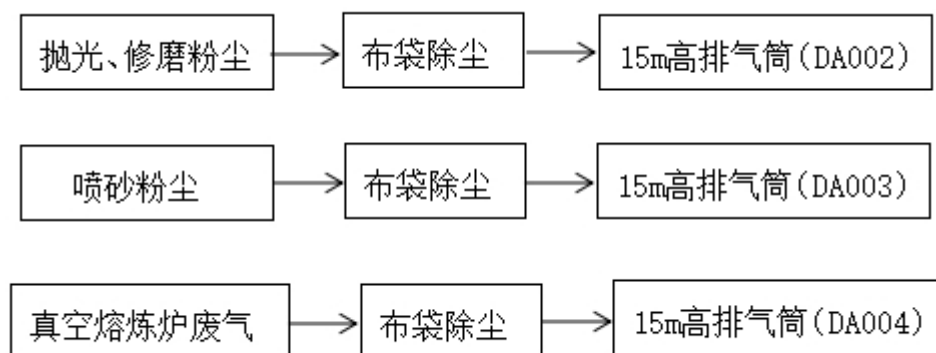 抛光、修磨粉尘 布袋除尘 15m高排气筒(DA002)
喷砂粉尘 布袋除尘 15m高排气筒(DA003)
真空熔炼炉废气 布袋除尘 15m高排气筒(DA004)